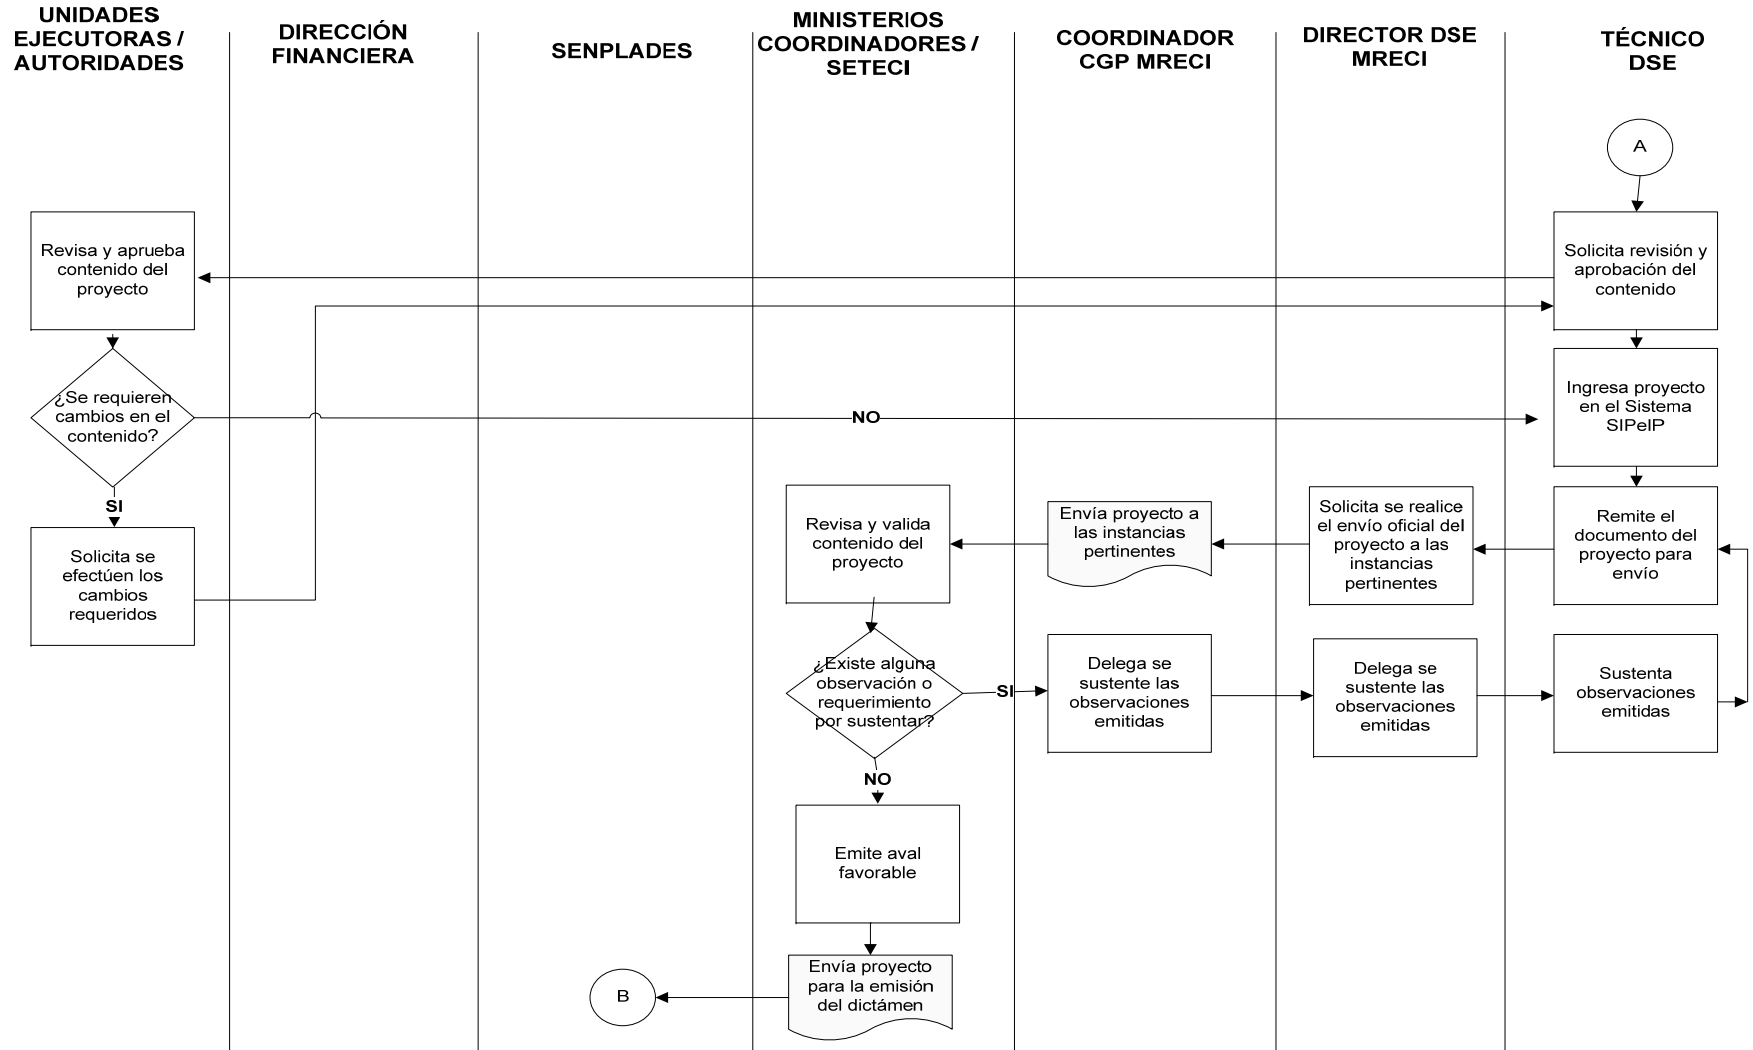 UNIDADES
EJECUTORAS /
AUTORIDADES
DIRECCIÓN
FINANCIERA
SENPLADES
MINISTERIOS
COORDINADORES /
SETECI
COORDINADOR
CGP MRECI
DIRECTOR DSE
MRECI
TÉCNICO
DSE
A
Revisa y aprueba
contenido del
proyecto
Solicita revisión y
aprobación del
contenido
¿Se requieren
cambios en el
contenido?
NO
Ingresa proyecto
en el Sistema
SIPeIP
SI
Solicita se
efectúen los
cambios
requeridos
Revisa y valida
contenido del
proyecto
Envía proyecto a
las instancias
pertinentes
Solicita se realice
el envío oficial del
proyecto a las
instancias
pertinentes
Remite el
documento del
proyecto para
envío
¿Existe alguna
observación o
requerimiento
por sustentar?
SI
Delega se
sustente las
observaciones
emitidas
Delega se
sustente las
observaciones
emitidas
Sustenta
observaciones
emitidas
NO
Emite aval
favorable
Envía proyecto
para la emisión
del dictámen
B